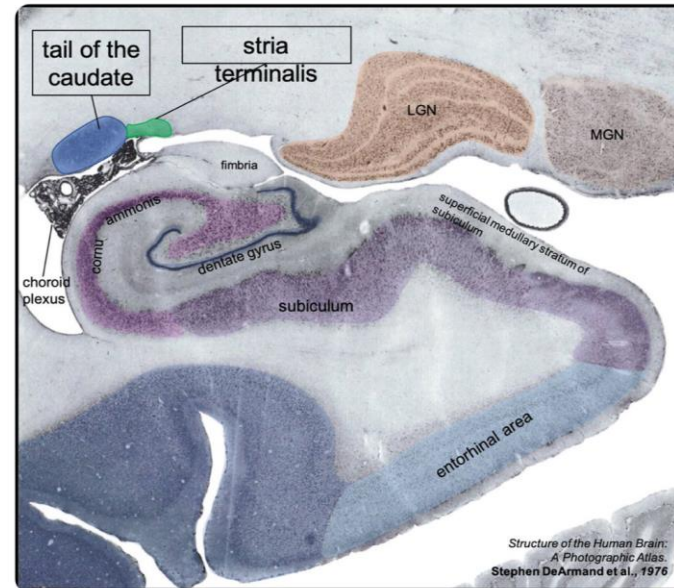 tail of the
caudate
stria
terminalis
LGN
MGN
fimbria
cornu ammonis
dentate gyrus
superficial medullary stratum of
subiculum
choroid
plexus
subiculum
entorhinal area
Structure of the Human Brain:
A Photographic Atlas.
Stephen DeArmand et al., 1976